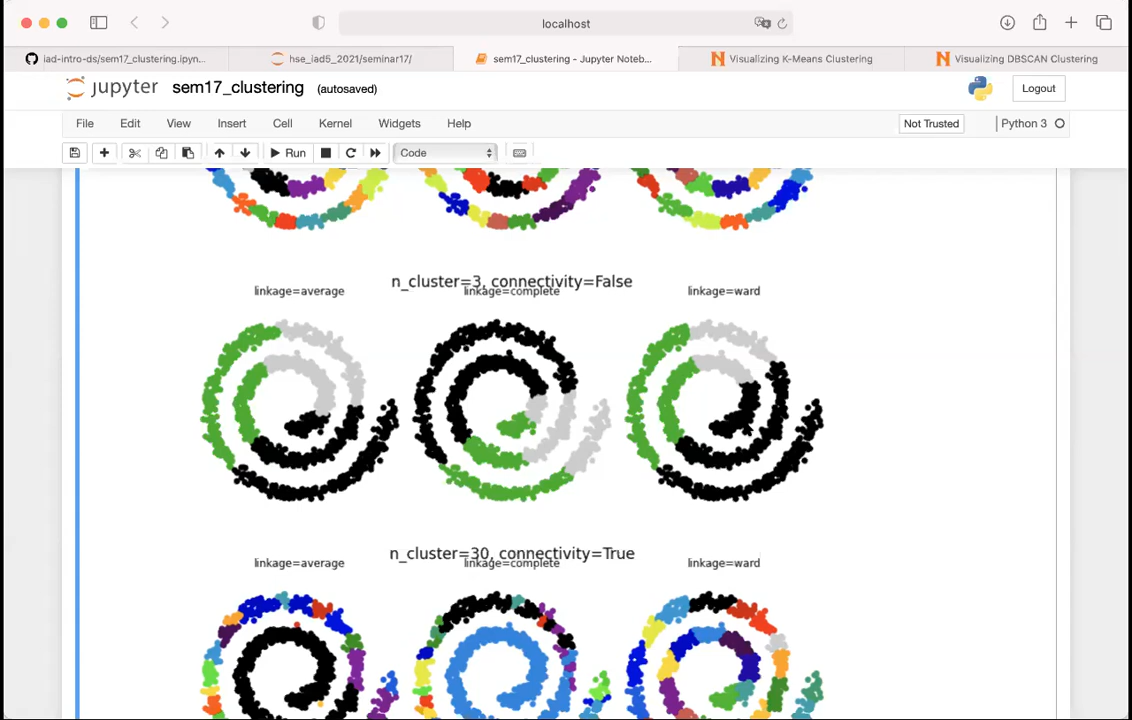 localhost
iad-intro-ds/sem17_clustering.ipyn...
hse_iad5_2021/seminar17/
sem17_clustering - Jupyter Noteb...
Visualizing K-Means Clustering
Visualizing DBSCAN Clustering
jupyter sem17_clustering (autosaved)
Logout
File Edit View Insert Cell Kernel Widgets Help
Not Trusted
Python 3
Run
Code
n_cluster=3, connectivity=False
linkage=average linkage=complete linkage=ward
n_cluster=30, connectivity=True
linkage=average linkage=complete linkage=ward